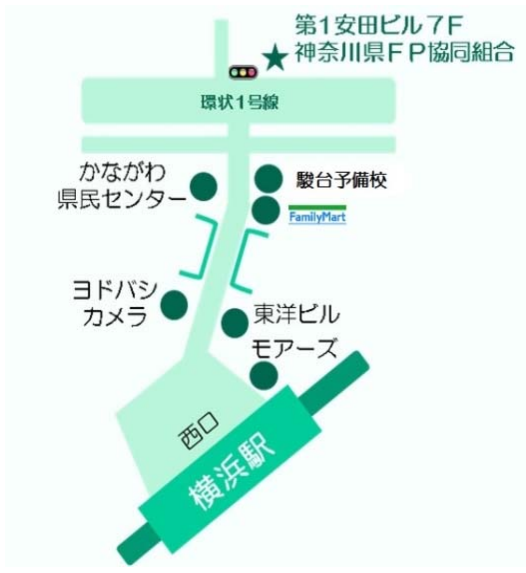 第1安田ビル7F
神奈川県FP協同組合
環状1号線
かながわ
県民センター
駿台予備校
FamilyMart
ヨドバシ
カメラ
東洋ビル
モアーズ
西口
横浜駅